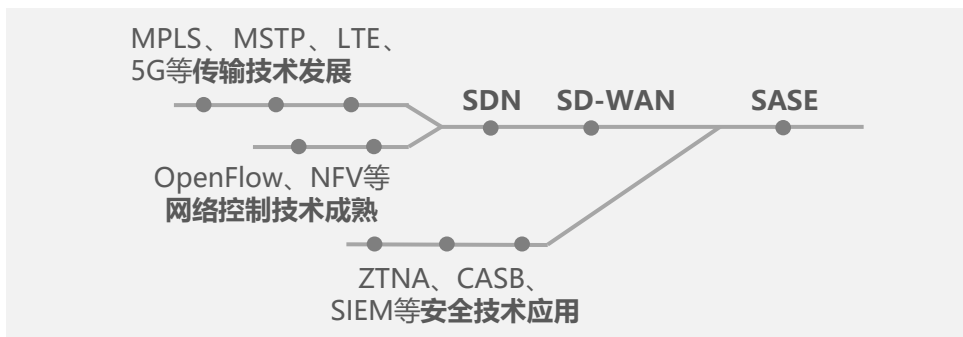 MPLS、MSTP、LTE、
5G等传输技术发展
SDN SD-WAN SASE
OpenFlow、NFV等
网络控制技术成熟
ZTNA、CASB、
SIEM等安全技术应用